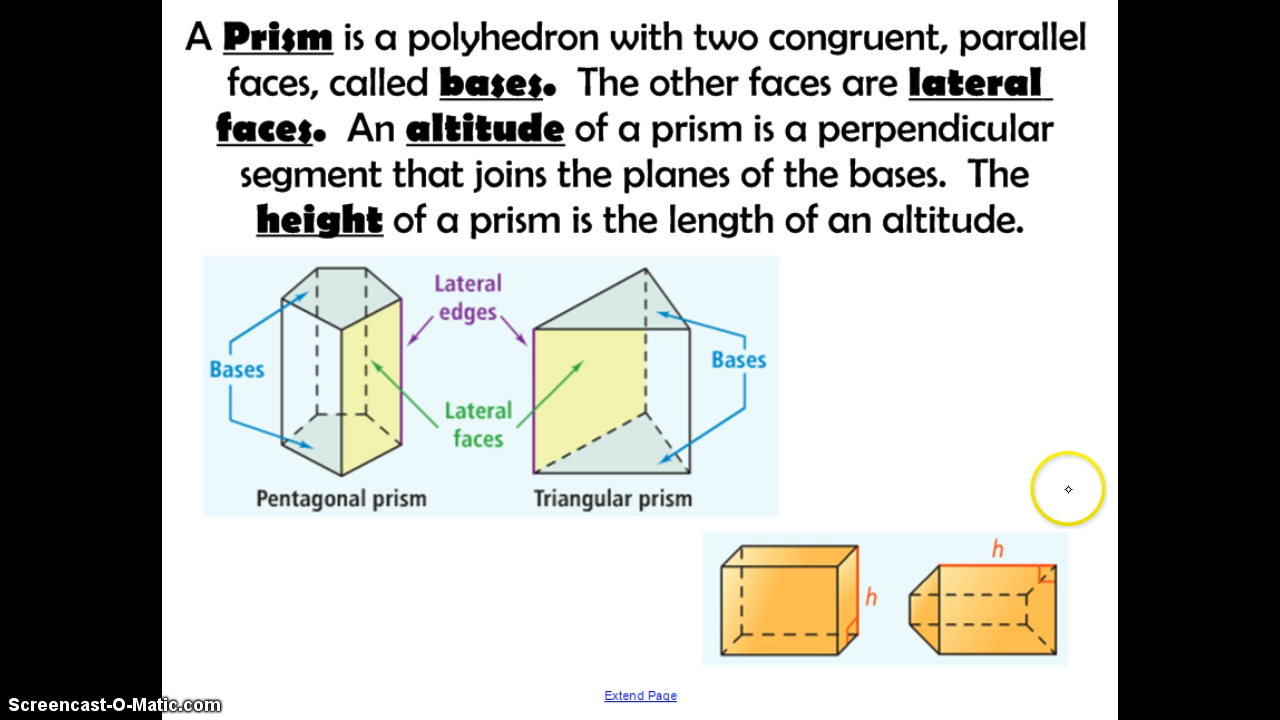 A Prism is a polyhedron with two congruent, parallel
faces, called bases. The other faces are lateral
faces. An altitude of a prism is a perpendicular
segment that joins the planes of the bases. The
height of a prism is the length of an altitude.
Lateral
edges
Bases
Bases
Lateral
faces
Pentagonal prism
Triangular prism
h
h
Extend Page
Screencast-O-Matic.com